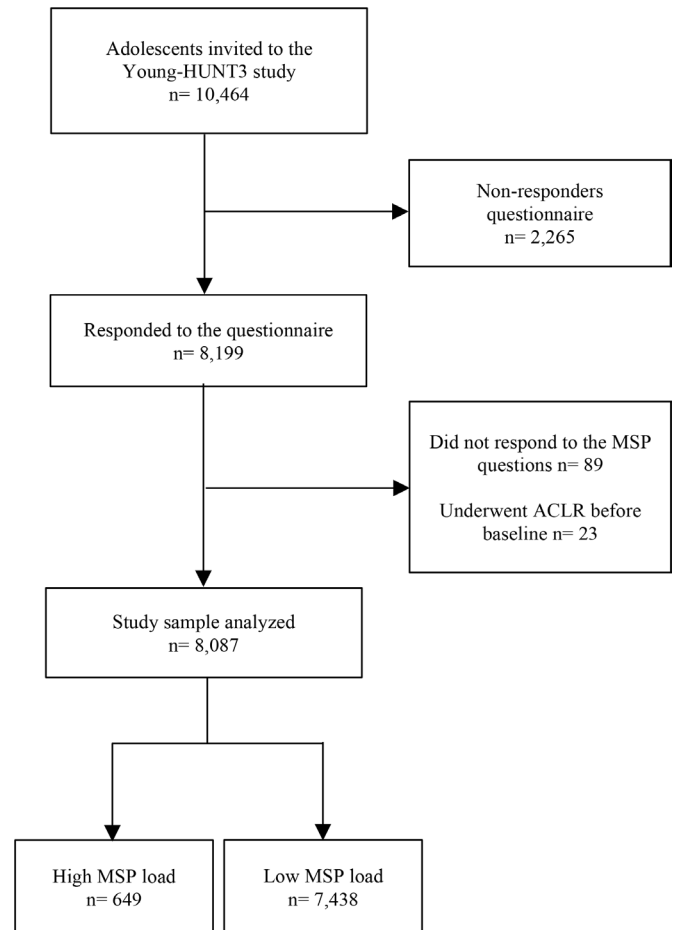 Adolescents invited to the
Young-HUNT3 study
n= 10,464
Non-responders
questionnaire
n= 2,265
Responded to the questionnaire
n= 8,199
Did not respond to the MSP
questions n= 89
Underwent ACLR before
baseline n= 23
Study sample analyzed
n= 8,087
High MSP load
n= 649
Low MSP load
n= 7,438